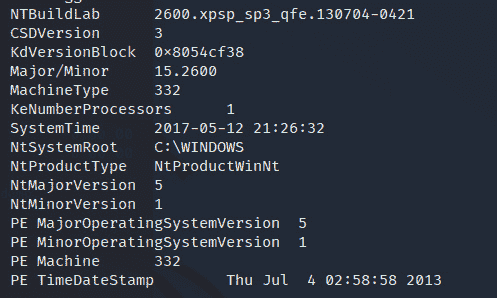 NTBuildLab 2600.xpsp_sp3_qfe.130704-0421
CSDVersion 3
KdVersionBlock 0×8054cf38
Major/Minor 15.2600
MachineType 332
KeNumberProcessors 1
SystemTime 2017-05-12 21:26:32
NtSystemRoot C:\WINDOWS
NtProductType NtProductWinNt
NtMajorVersion 5
NtMinorVersion 1
PE MajorOperatingSystemVersion 5
PE MinorOperatingSystemVersion 1
PE Machine 332
PE TimeDateStamp Thu Jul 4 02:58:58 2013